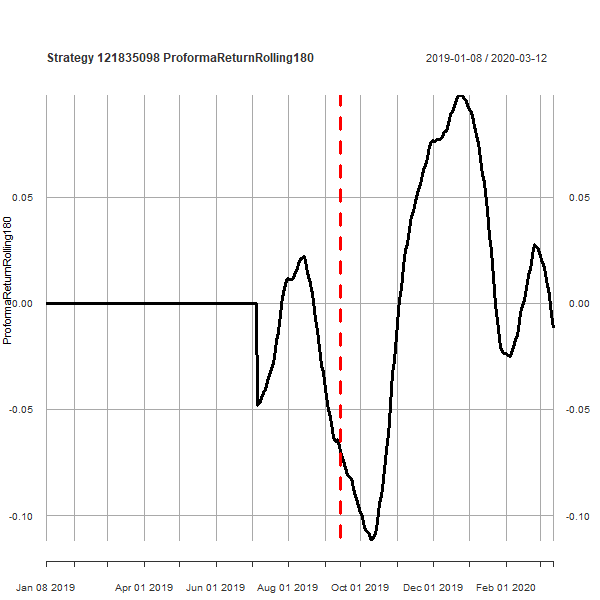 Strategy 121835098 ProformaReturnRolling180
2019-01-08 / 2020-03-12
ProformaReturnRolling180
0.05
0.00
-0.05
-0.10
0.05
0.00
-0.05
-0.10
Jan 08 2019
Apr 01 2019
Jun 01 2019
Aug 01 2019
Oct 01 2019
Dec 01 2019
Feb 01 2020